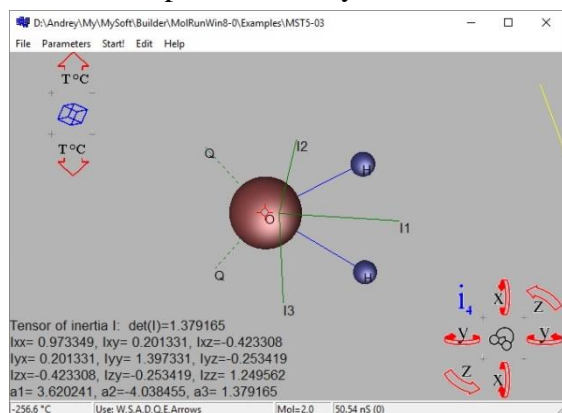 D:\Andrey\My\MySoft\Builder\MolRunWin8-0\Examples\MST5-03
File Parameters Start! Edit Help
T°C
T°C
Q
I2
H
O
I1
Q
H
I3
i4
X
Z
y
y
Z
X
Tensor of inertia I: det(I)=1.379165
Ixx= 0.973349, Ixy= 0.201331, Ixz=-0.423308
Iyx= 0.201331, Iyy= 1.397331, Iyz=-0.253419
Izx=-0.423308, Izy=-0.253419, Izz= 1.249562
a1= 3.620241, a2=-4.038455, a3= 1.379165
-256.6 °C Use: W,S,A,D,Q,E,Arrows Mol=2.0 50.54 nS (0)